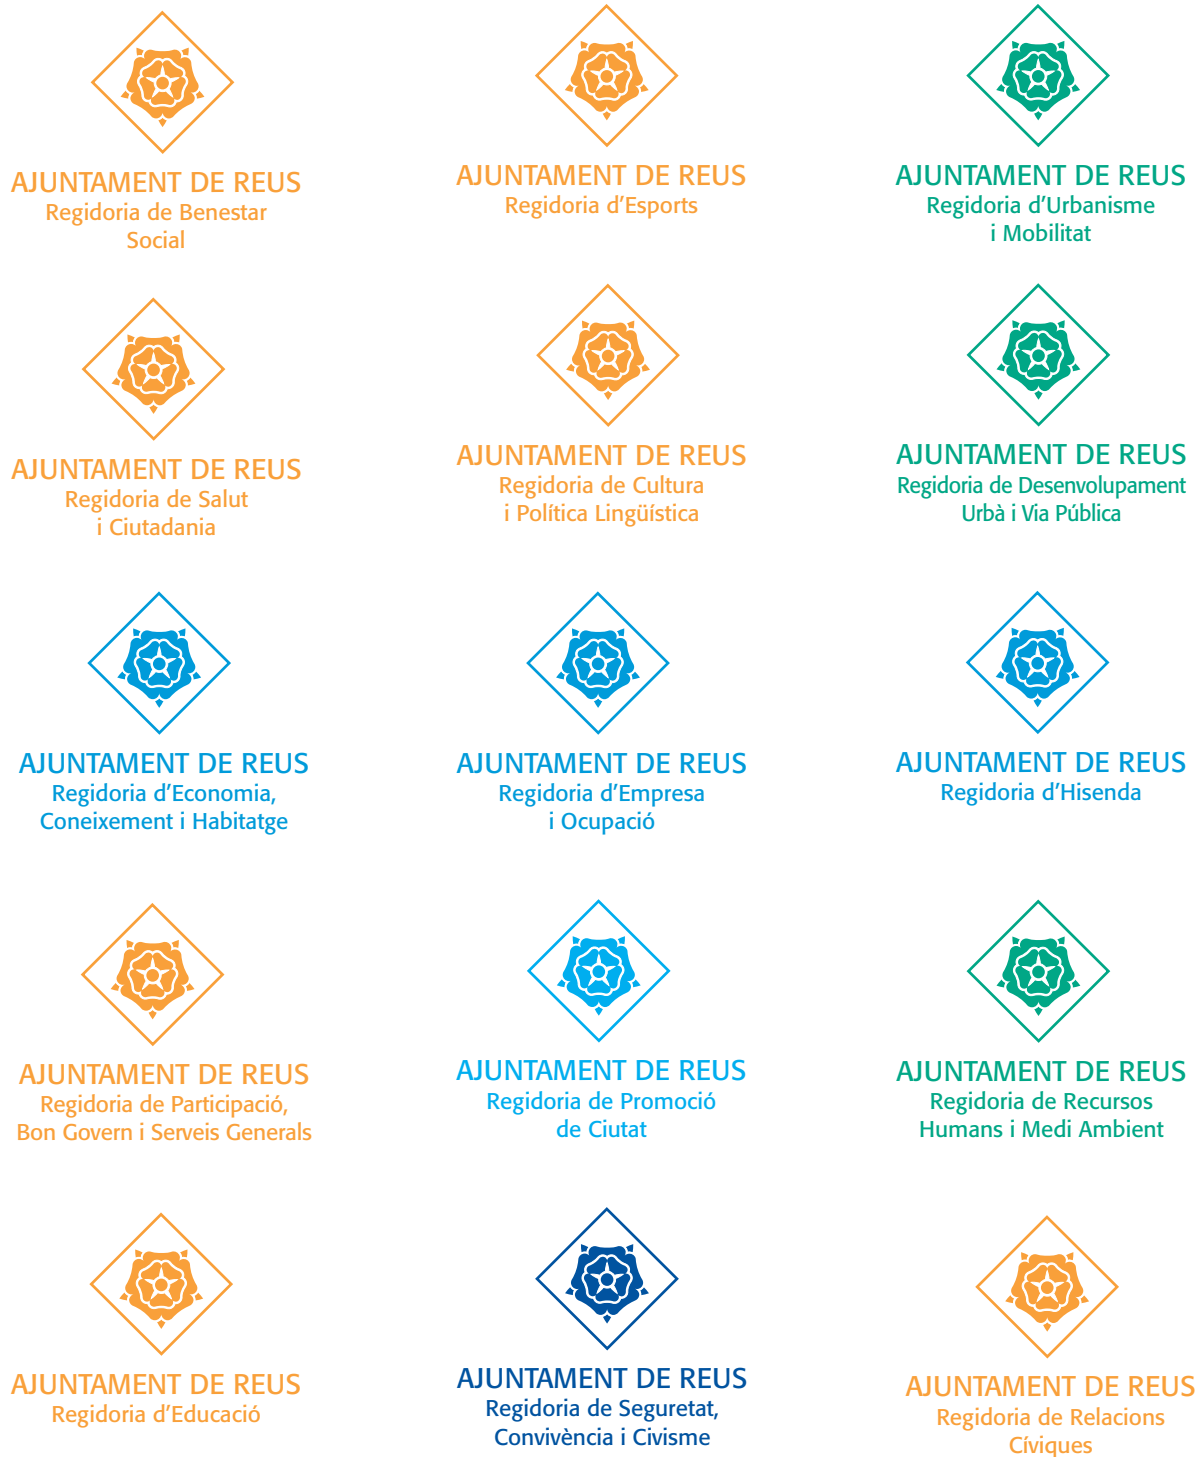 AJUNTAMENT DE REUS
Regidoria de Benestar
Social
AJUNTAMENT DE REUS
Regidoria d’Esports
AJUNTAMENT DE REUS
Regidoria d’Urbanisme
i Mobilitat
AJUNTAMENT DE REUS
Regidoria de Salut
i Ciutadania
AJUNTAMENT DE REUS
Regidoria de Cultura
i Política Lingüística
AJUNTAMENT DE REUS
Regidoria de Desenvolupament
Urbà i Via Pública
AJUNTAMENT DE REUS
Regidoria d’Economia,
Coneixement i Habitatge
AJUNTAMENT DE REUS
Regidoria d’Empresa
i Ocupació
AJUNTAMENT DE REUS
Regidoria d’Hisenda
AJUNTAMENT DE REUS
Regidoria de Participació,
Bon Govern i Serveis Generals
AJUNTAMENT DE REUS
Regidoria de Promoció
de Ciutat
AJUNTAMENT DE REUS
Regidoria de Recursos
Humans i Medi Ambient
AJUNTAMENT DE REUS
Regidoria d’Educació
AJUNTAMENT DE REUS
Regidoria de Seguretat,
Convivència i Civisme
AJUNTAMENT DE REUS
Regidoria de Relacions
Cíviques